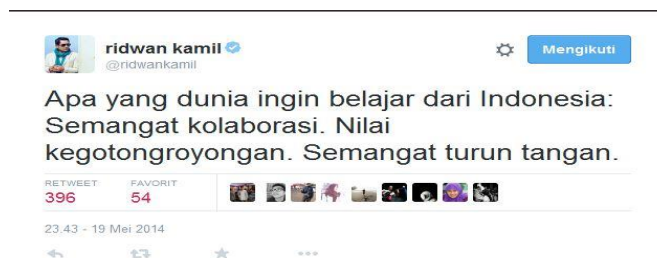 ridwan kamil
@ridwankamil
Mengikuti
Apa yang dunia ingin belajar dari Indonesia:
Semangat kolaborasi. Nilai
kegotongroyongan. Semangat turun tangan.
RETWEET FAVORIT
396 54
23.43 - 19 Mei 2014